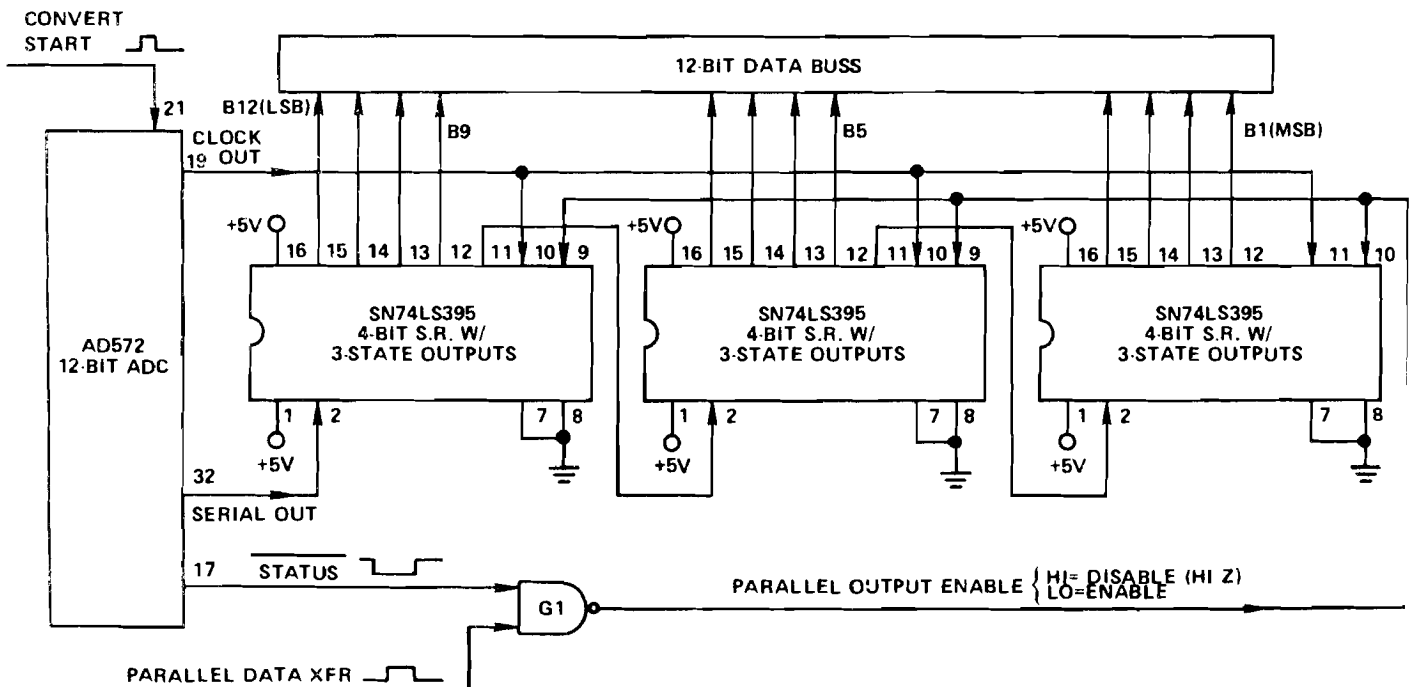 CONVERT
START
12-BIT DATA BUSS
21
B12(LSB)
B9
B5
B1(MSB)
CLOCK
19 OUT
+5V
16 15 14 13 12 11 10 9
+5V
16 15 14 13 12 11 10 9
+5V
16 15 14 13 12 11 10
AD572
12-BIT ADC
SN74LS395
4-BIT S.R. W/
3-STATE OUTPUTS
SN74LS395
4-BIT S.R. W/
3-STATE OUTPUTS
SN74LS395
4-BIT S.R. W/
3-STATE OUTPUTS
1 2 7 8
+5V
1 2 7 8
+5V
1 2 7 8
+5V
32
SERIAL OUT
17
STATUS
G1
PARALLEL OUTPUT ENABLE { HI= DISABLE (HI Z)
LO=ENABLE
PARALLEL DATA XFR